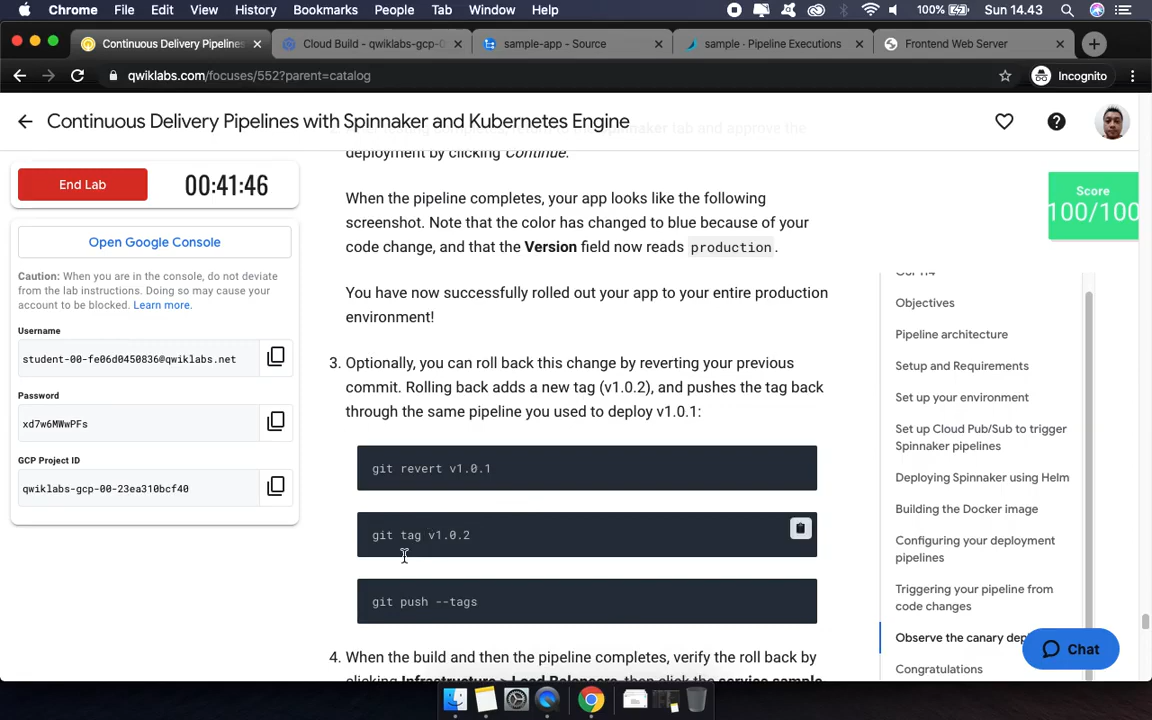 Chrome File Edit View History Bookmarks People Tab Window Help 100% Sun 14.43
Continuous Delivery Pipelines
Cloud Build - qwiklabs-gcp-0
sample-app - Source
sample · Pipeline Executions
Frontend Web Server
qwiklabs.com/focuses/552?parent=catalog
Incognito
Continuous Delivery Pipelines with Spinnaker and Kubernetes Engine
End Lab
00:41:46
Open Google Console
Caution: When you are in the console, do not deviate
from the lab instructions. Doing so may cause your
account to be blocked. Learn more.
Username
student-00-fe06d0450836@qwiklabs.net
Password
xd7w6MWwPFs
GCP Project ID
qwiklabs-gcp-00-23ea310bcf40
tab and approve the
deployment by clicking Continue.
When the pipeline completes, your app looks like the following
screenshot. Note that the color has changed to blue because of your
code change, and that the Version field now reads production.
You have now successfully rolled out your app to your entire production
environment!
3. Optionally, you can roll back this change by reverting your previous
commit. Rolling back adds a new tag (v1.0.2), and pushes the tag back
through the same pipeline you used to deploy v1.0.1:
git revert v1.0.1
git tag v1.0.2
git push --tags
4. When the build and then the pipeline completes, verify the roll back by
clicking Infrastructure > Load Balancers, then click the service sample
Score
100/100
Objectives
Pipeline architecture
Setup and Requirements
Set up your environment
Set up Cloud Pub/Sub to trigger
Spinnaker pipelines
Deploying Spinnaker using Helm
Building the Docker image
Configuring your deployment
pipelines
Triggering your pipeline from
code changes
Observe the canary dep
Congratulations
Chat